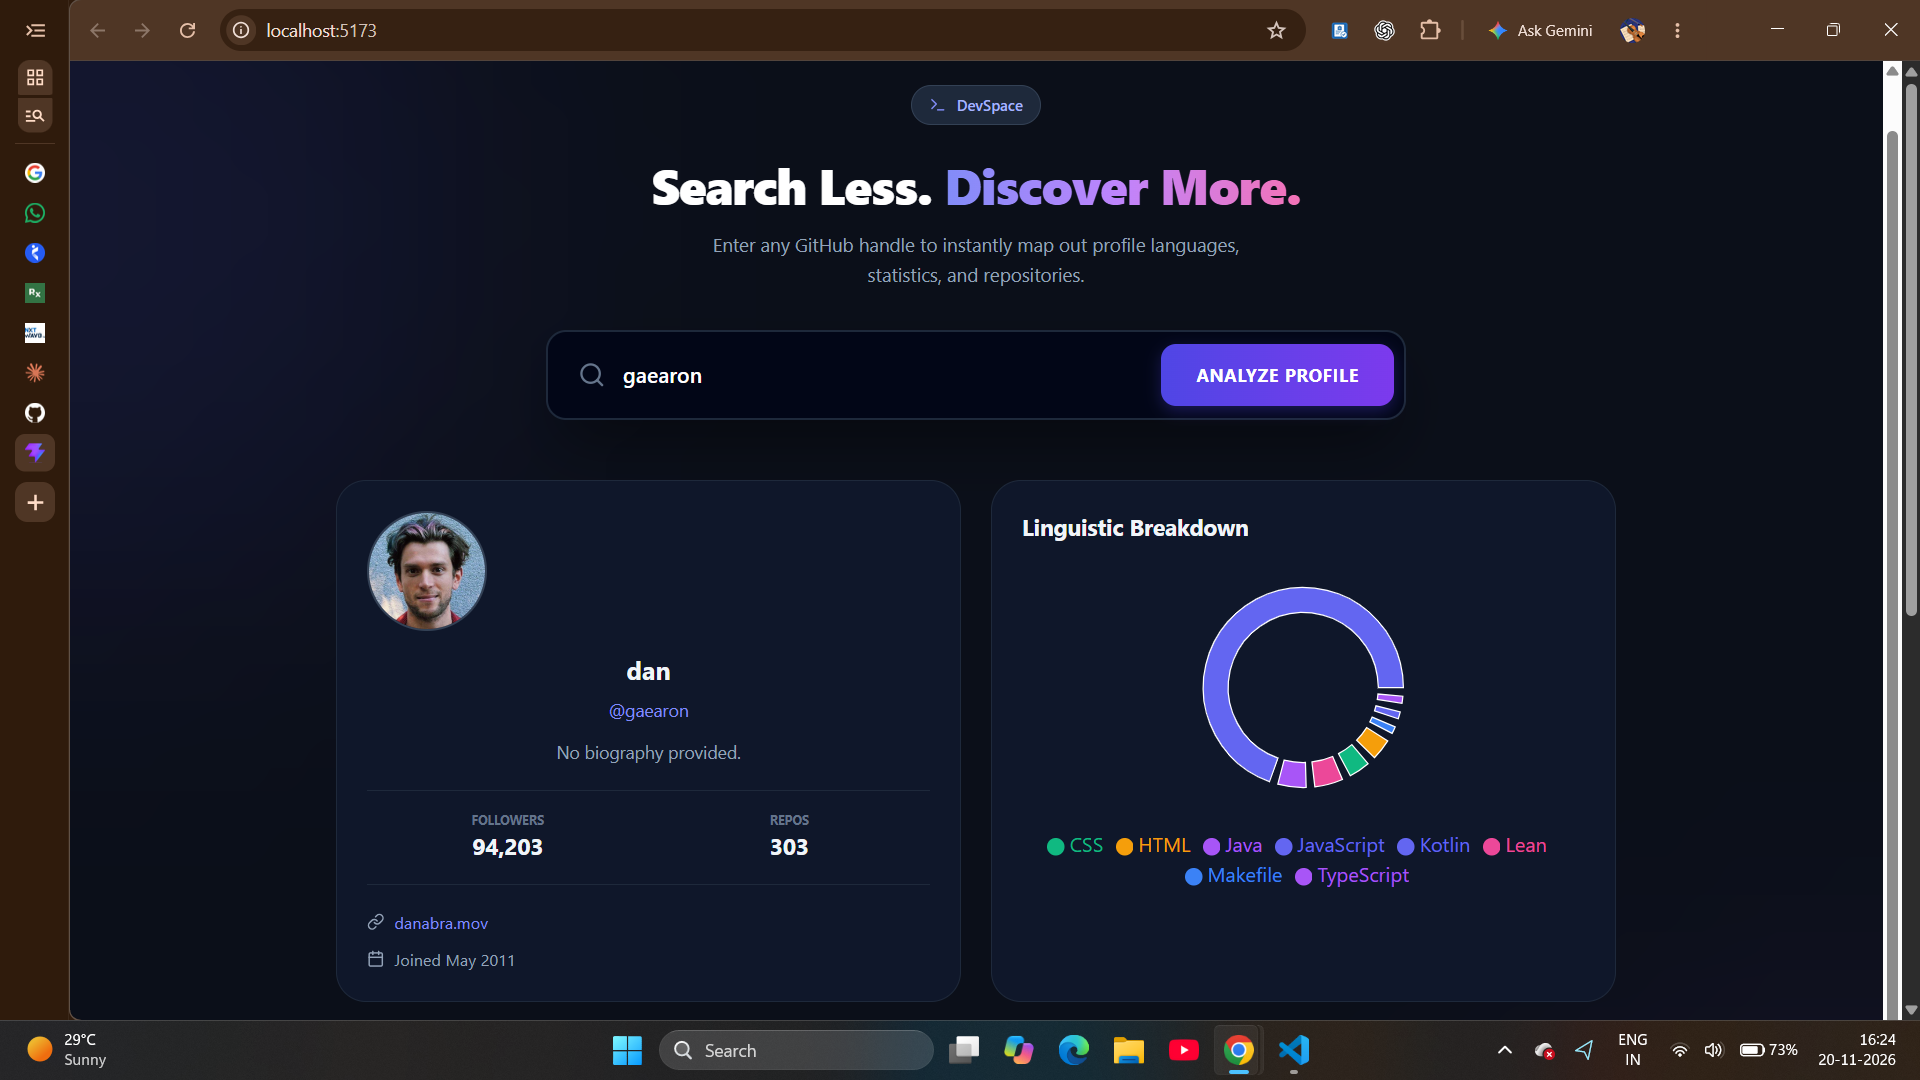 localhost:5173
Ask Gemini
DevSpace
Search Less. Discover More.
Enter any GitHub handle to instantly map out profile languages,
statistics, and repositories.
gaearon
ANALYZE PROFILE
dan
@gaearon
No biography provided.
FOLLOWERS REPOS
94,203 303
danabra.mov
Joined May 2011
Linguistic Breakdown
CSS HTML Java JavaScript Kotlin Lean
Makefile TypeScript
29°C
Sunny
Search
ENG
IN
73%
16:24
20-11-2026